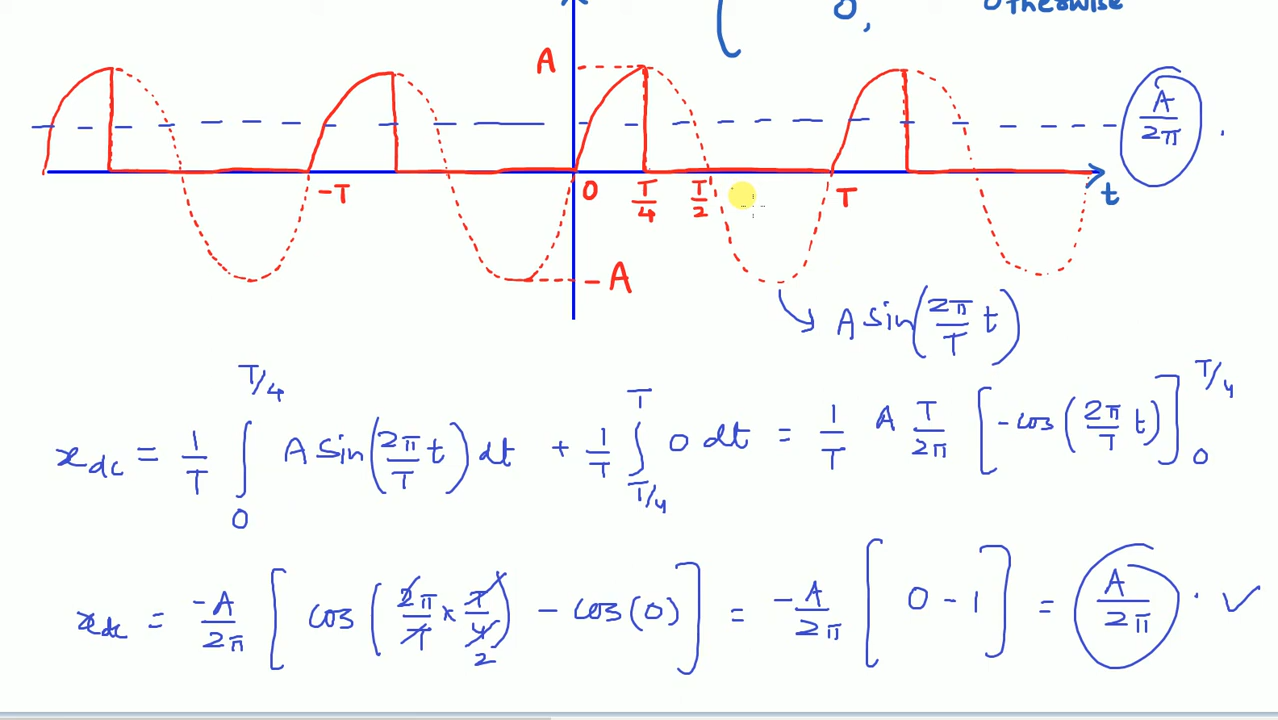 0, Otherwise
A
A/2π .
-T 0 T/4 T/2 T t
-A
A sin(2π/T t)
x_dc = 1/T ∫_0^{T/4} A sin(2π/T t) dt + 1/T ∫_{T/4}^{T} 0 dt = 1/T A T/2π [-cos(2π/T t)]_0^{T/4}
x_dc = -A/2π [cos(2π/T × T/4 2) - cos(0)] = -A/2π [0 - 1] = A/2π . ✓